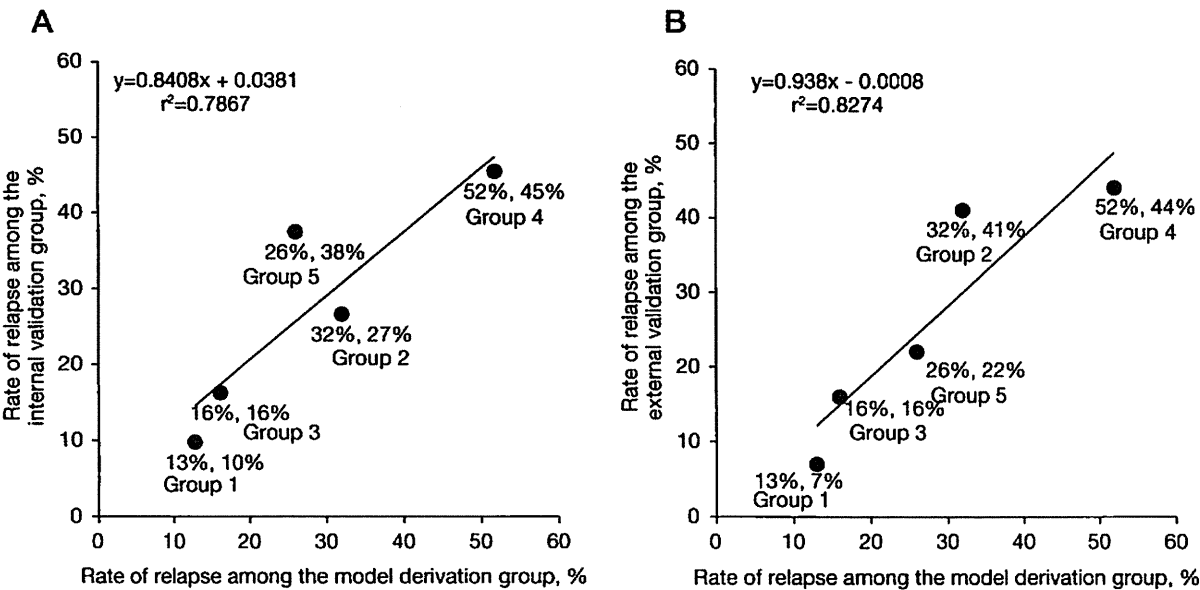 A
y=0.8408x + 0.0381
r²=0.7867
Rate of relapse among the
internal validation group, %
60
50
40
30
20
10
0
52%, 45%
Group 4
26%, 38%
Group 5
32%, 27%
Group 2
16%, 16%
Group 3
13%, 10%
Group 1
0 10 20 30 40 50 60
Rate of relapse among the model derivation group, %
B
y=0.938x - 0.0008
r²=0.8274
Rate of relapse among the
external validation group, %
60
50
40
30
20
10
0
52%, 44%
Group 4
32%, 41%
Group 2
26%, 22%
Group 5
16%, 16%
Group 3
13%, 7%
Group 1
0 10 20 30 40 50 60
Rate of relapse among the model derivation group, %